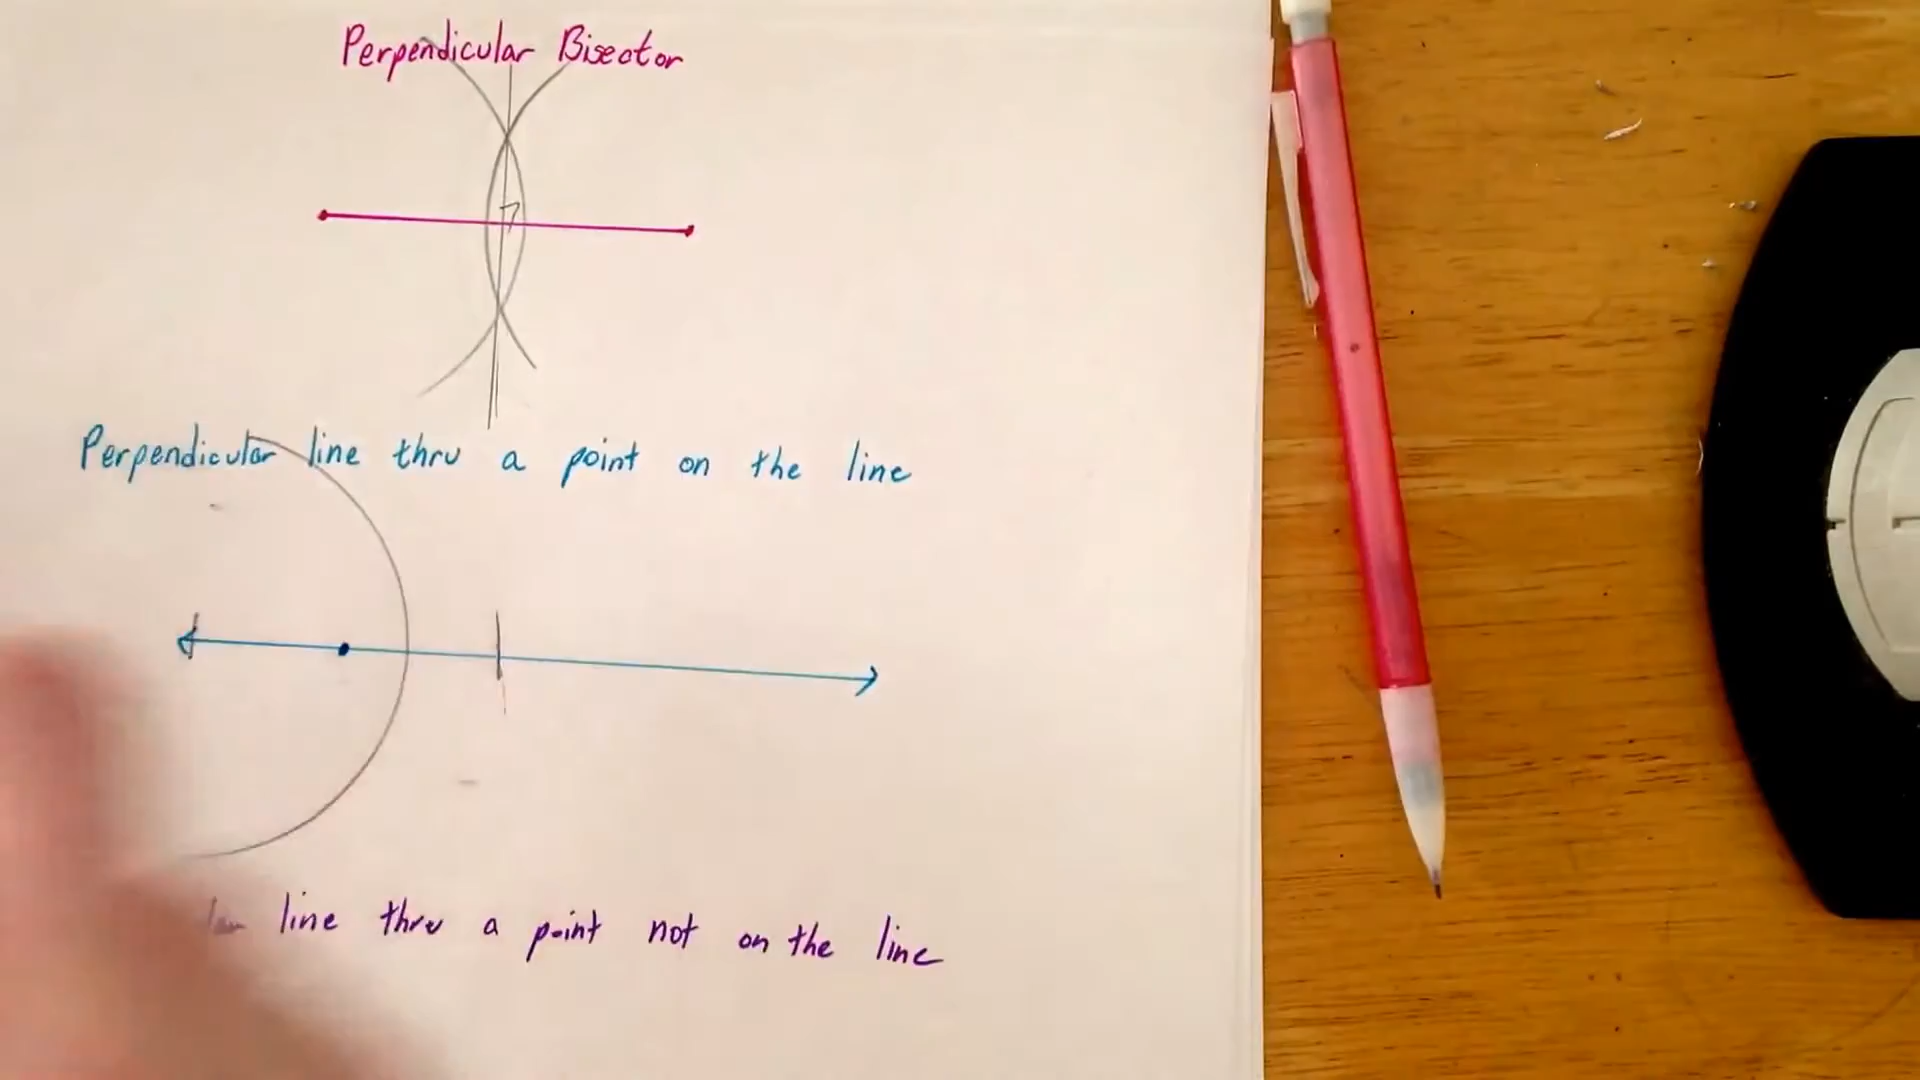 Perpendicular Bisector
Perpendicular line thru a point on the line
line thru a point not on the line